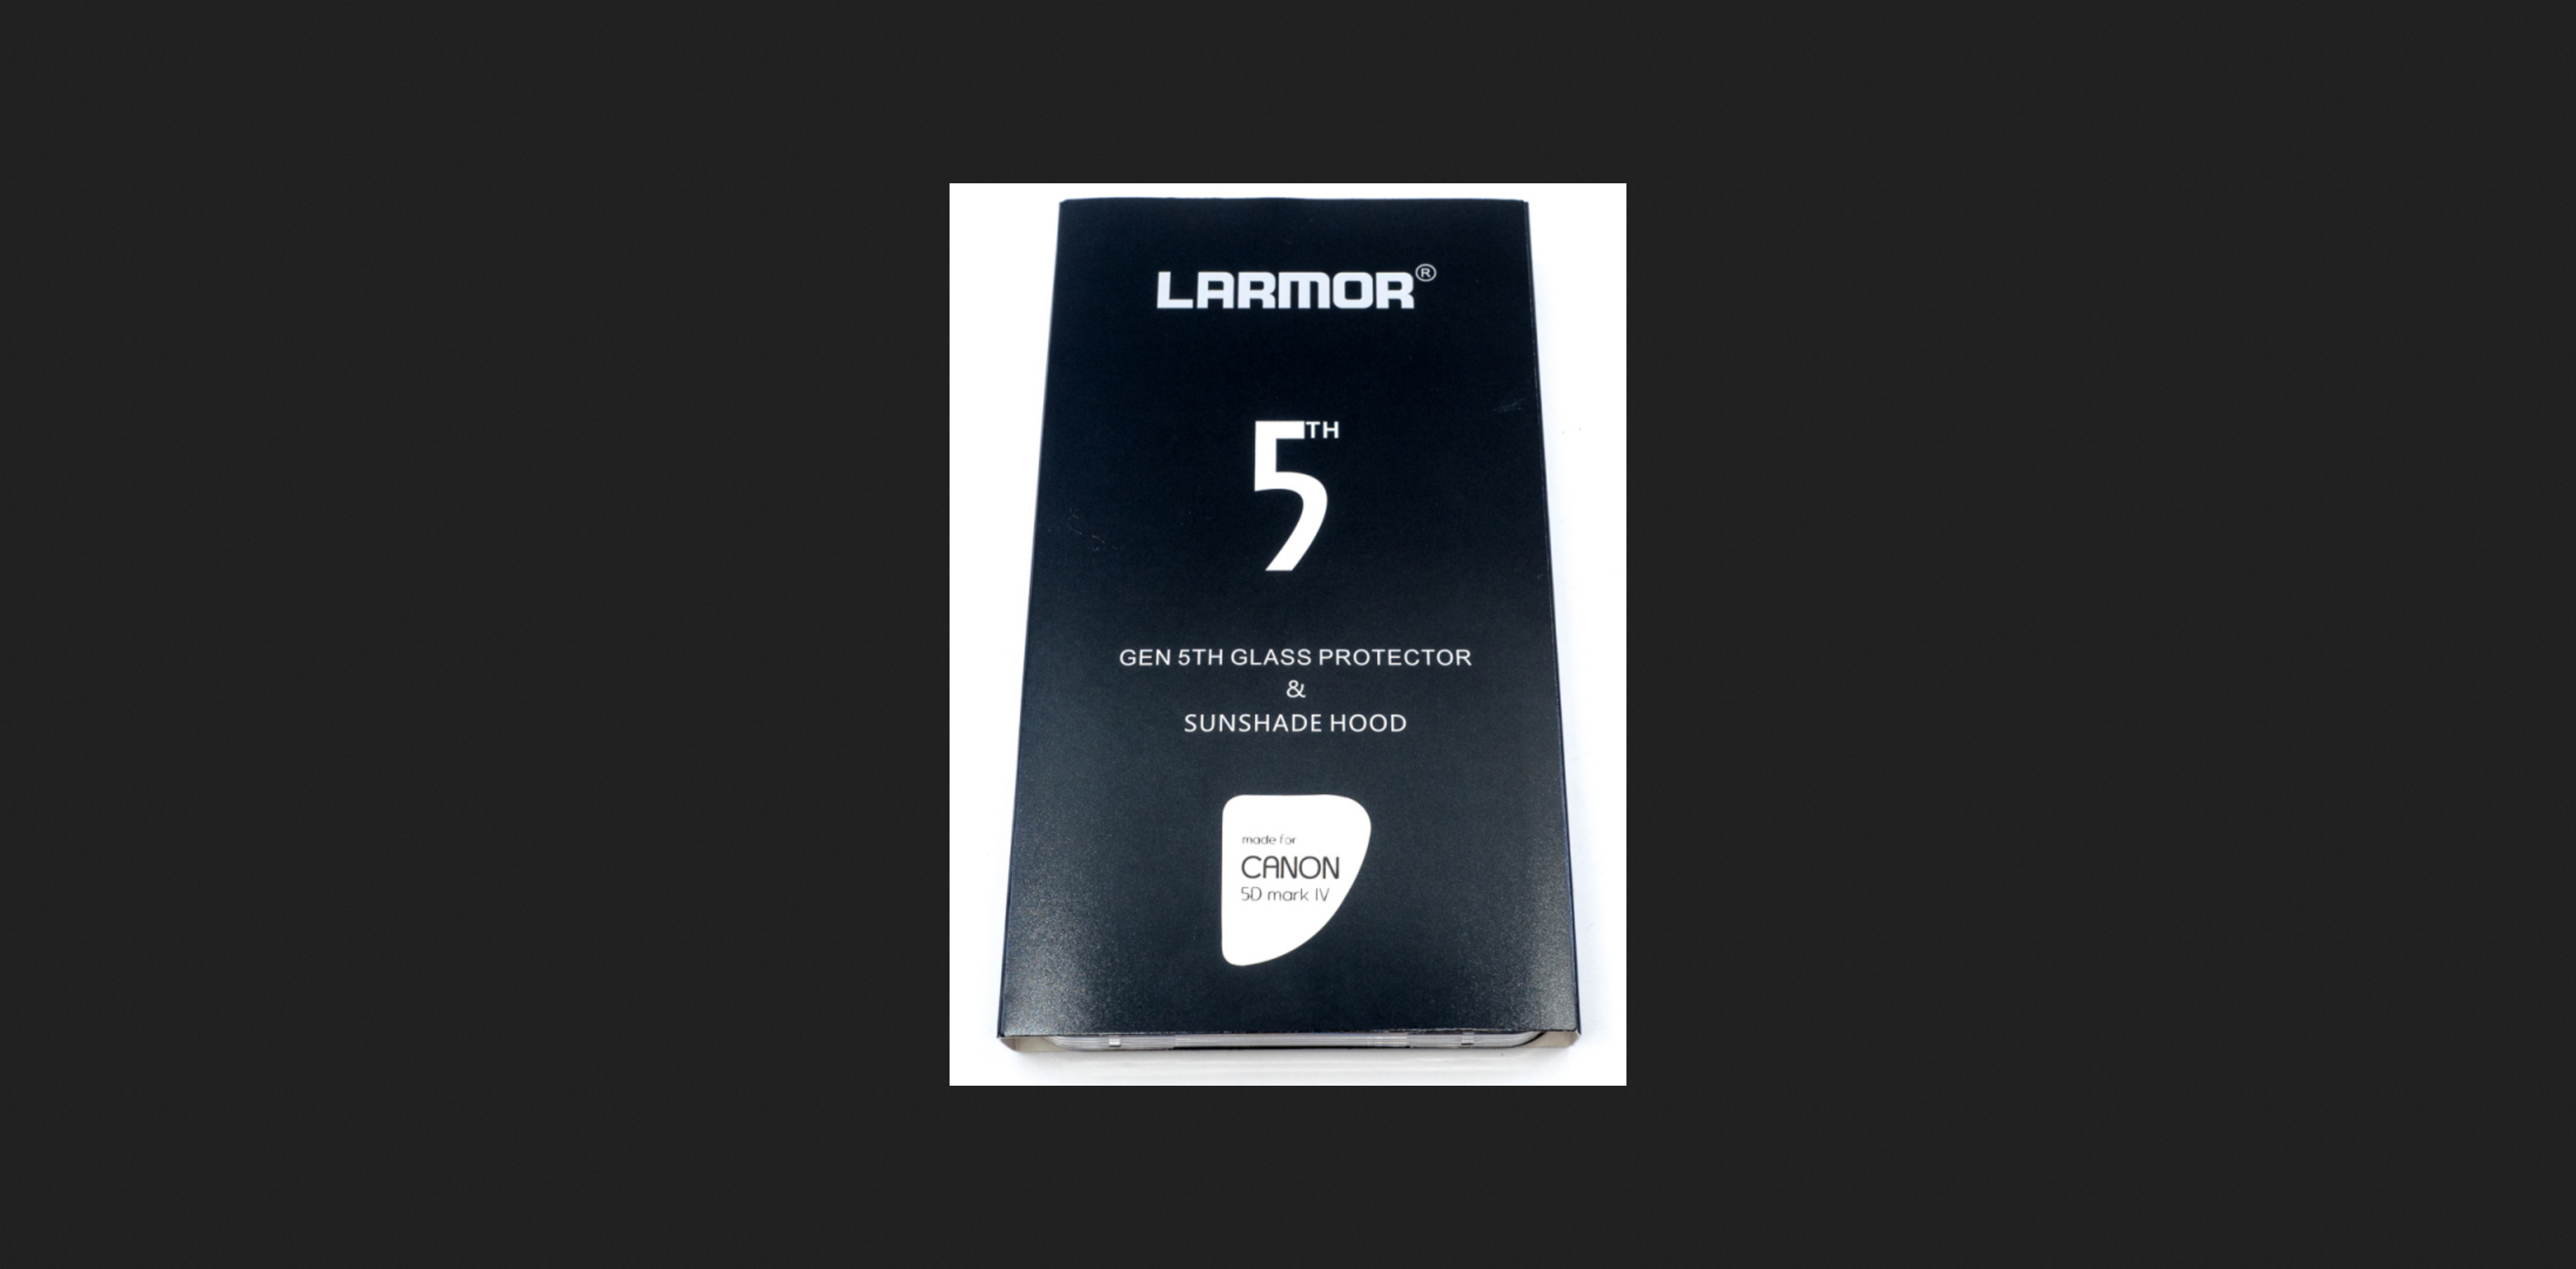 LARMOR®
5TH
GEN 5TH GLASS PROTECTOR
&
SUNSHADE HOOD
made for
CANON
5D mark IV